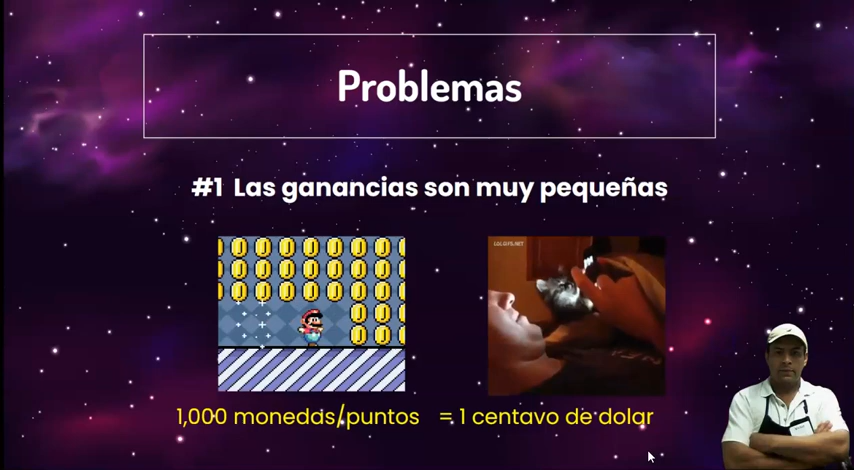 Problemas
#1 Las ganancias son muy pequeñas
LOLGIFS.NET
1,000 monedas/puntos = 1 centavo de dolar